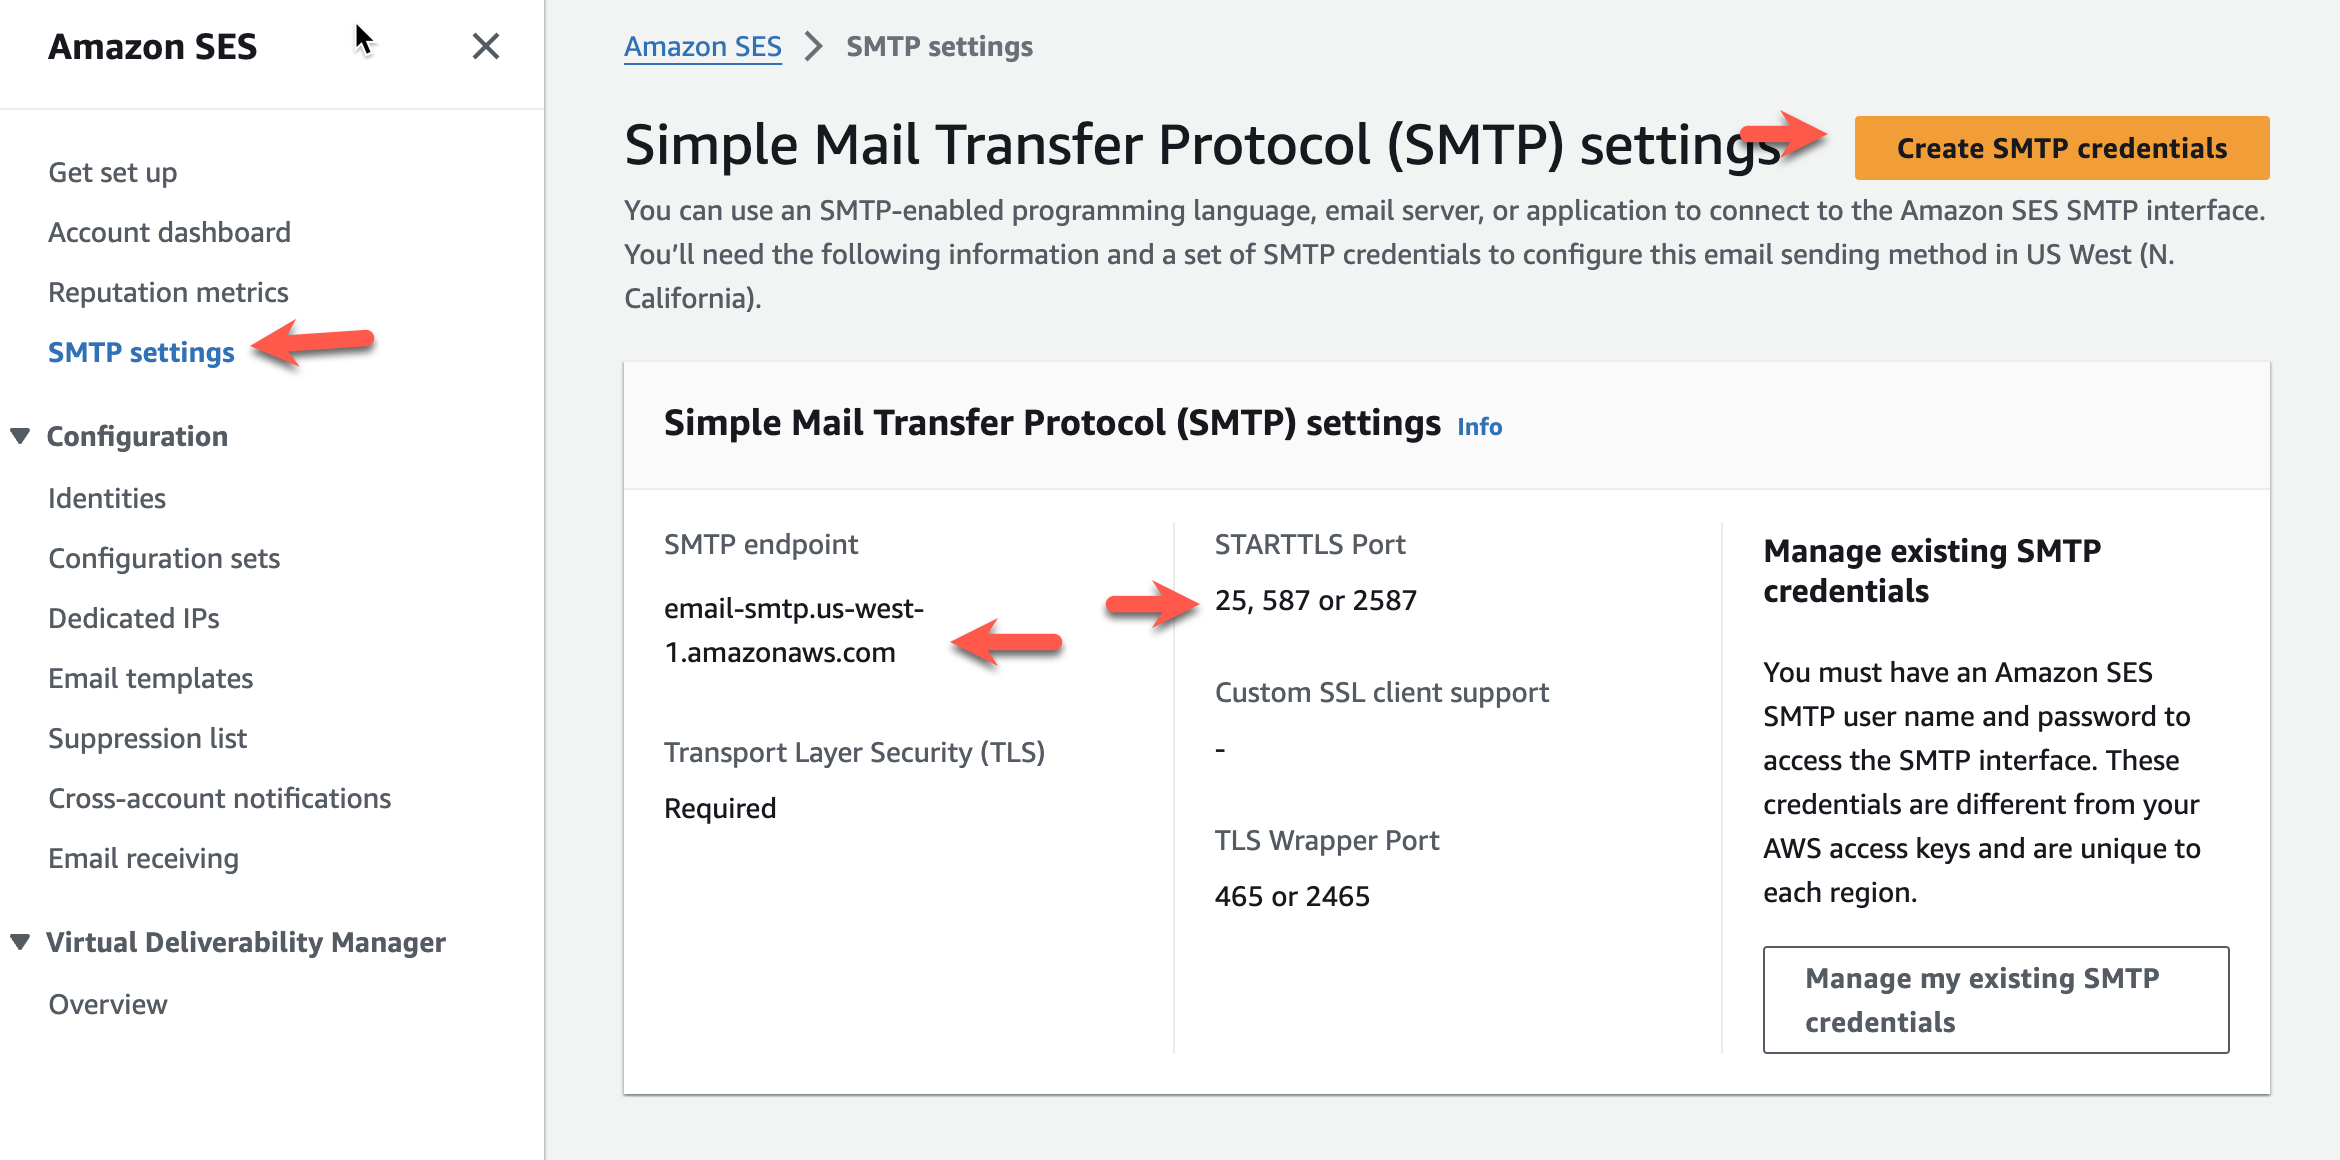 Amazon SES
Get set up
Account dashboard
Reputation metrics
SMTP settings
Configuration
Identities
Configuration sets
Dedicated IPs
Email templates
Suppression list
Cross-account notifications
Email receiving
Virtual Deliverability Manager
Overview
Amazon SES > SMTP settings
Simple Mail Transfer Protocol (SMTP) settings
Create SMTP credentials
You can use an SMTP-enabled programming language, email server, or application to connect to the Amazon SES SMTP interface.
You’ll need the following information and a set of SMTP credentials to configure this email sending method in US West (N.
California).
Simple Mail Transfer Protocol (SMTP) settings Info
SMTP endpoint
email-smtp.us-west-
1.amazonaws.com
Transport Layer Security (TLS)
Required
STARTTLS Port
25, 587 or 2587
Custom SSL client support
-
TLS Wrapper Port
465 or 2465
Manage existing SMTP
credentials
You must have an Amazon SES
SMTP user name and password to
access the SMTP interface. These
credentials are different from your
AWS access keys and are unique to
each region.
Manage my existing SMTP
credentials